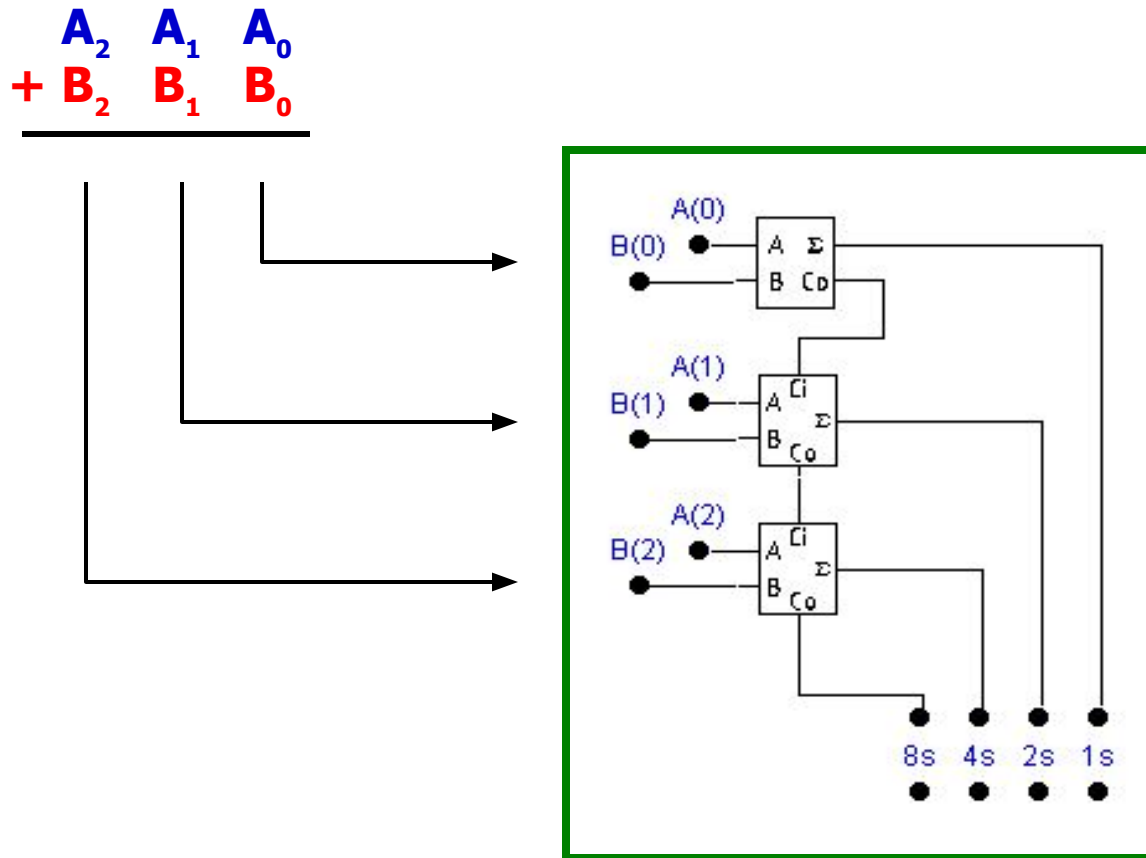 A₂ A₁ A₀
+ B₂ B₁ B₀
A(0)
B(0)
A Σ
B Co
A(1)
B(1)
Ci
A
Σ
B
Co
A(2)
B(2)
Ci
A
Σ
B
Co
8s 4s 2s 1s